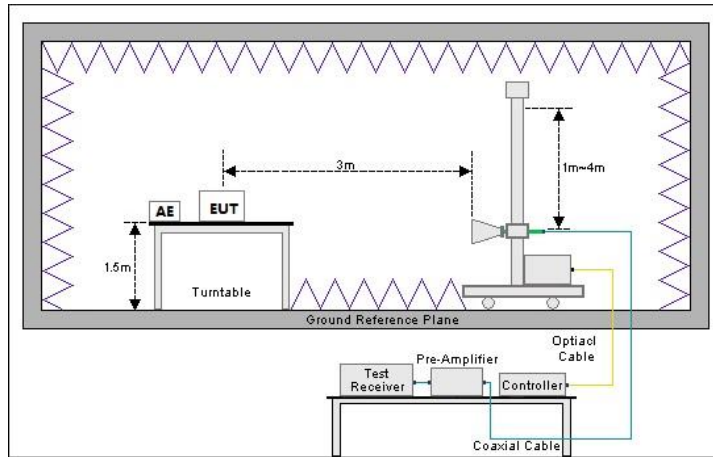 3m
1m~4m
AE
EUT
1.5m
Turntable
Ground Reference Plane
Optiacl
Cable
Test
Receiver
Pre-Amplifier
Controller
Coaxial Cable